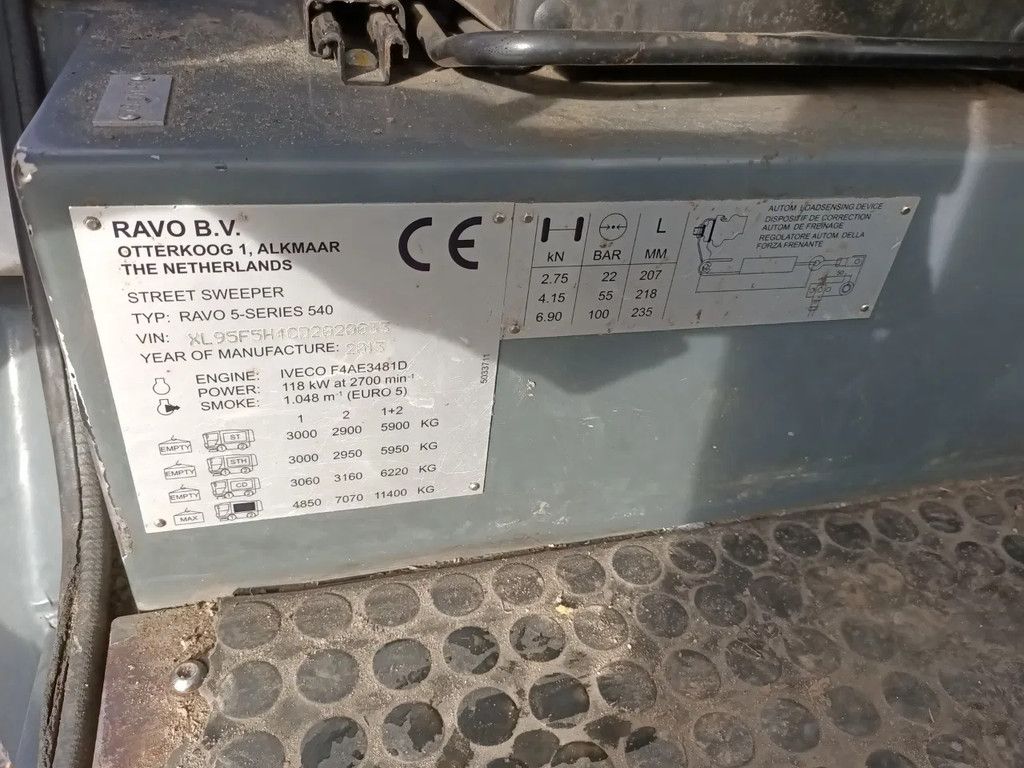 RAVO B.V.
OTTERKOOG 1, ALKMAAR
THE NETHERLANDS
CE
STREET SWEEPER
TYP: RAVO 5-SERIES 540
VIN:
YEAR OF MANUFACTURE: 2013
ENGINE: IVECO F4AE3481D
POWER: 118 kW at 2700 min-1
SMOKE: 1.048 m-1 (EURO 5)
1 2 1+2
EMPTY ST 3000 2900 5900 KG
EMPTY STH 3000 2950 5950 KG
EMPTY CD 3060 3160 6220 KG
MAX 4850 7070 11400 KG
5033711
L
kN BAR MM
2.75 22 207
4.15 55 218
6.90 100 235
AUTOM. LOADSENSING DEVICE
DISPOSITIF DE CORRECTION
AUTOM. DE FREINAGE
REGOLATORE AUTOM. DELLA
FORZA FRENANTE
L